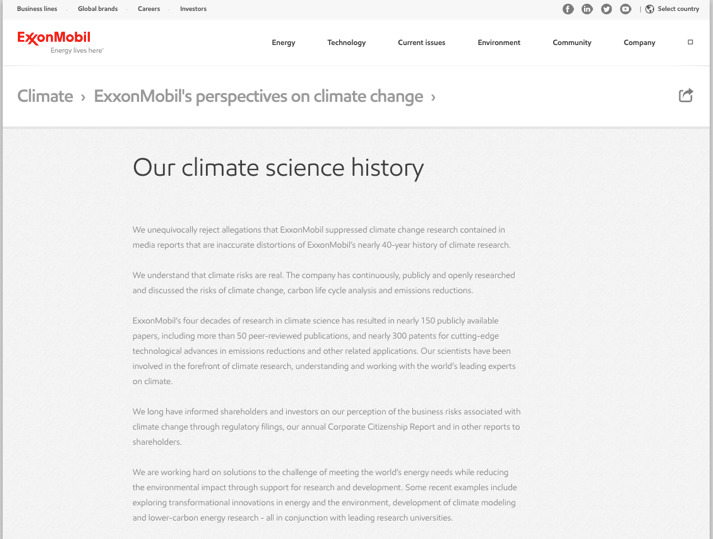 Business lines Global brands Careers Investors Select country
ExxonMobil
Energy lives here™
Energy Technology Current issues Environment Community Company
Climate › ExxonMobil's perspectives on climate change ›
Our climate science history
We unequivocally reject allegations that ExxonMobil suppressed climate change research contained in
media reports that are inaccurate distortions of ExxonMobil's nearly 40-year history of climate research.
We understand that climate risks are real. The company has continuously, publicly and openly researched
and discussed the risks of climate change, carbon life cycle analysis and emissions reductions.
ExxonMobil's four decades of research in climate science has resulted in nearly 150 publicly available
papers, including more than 50 peer-reviewed publications, and nearly 300 patents for cutting-edge
technological advances in emissions reductions and other related applications. Our scientists have been
involved in the forefront of climate research, understanding and working with the world's leading experts
on climate.
We long have informed shareholders and investors on our perception of the business risks associated with
climate change through regulatory filings, our annual Corporate Citizenship Report and in other reports to
shareholders.
We are working hard on solutions to the challenge of meeting the world's energy needs while reducing
the environmental impact through support for research and development. Some recent examples include
exploring transformational innovations in energy and the environment, development of climate modeling
and lower-carbon energy research - all in conjunction with leading research universities.